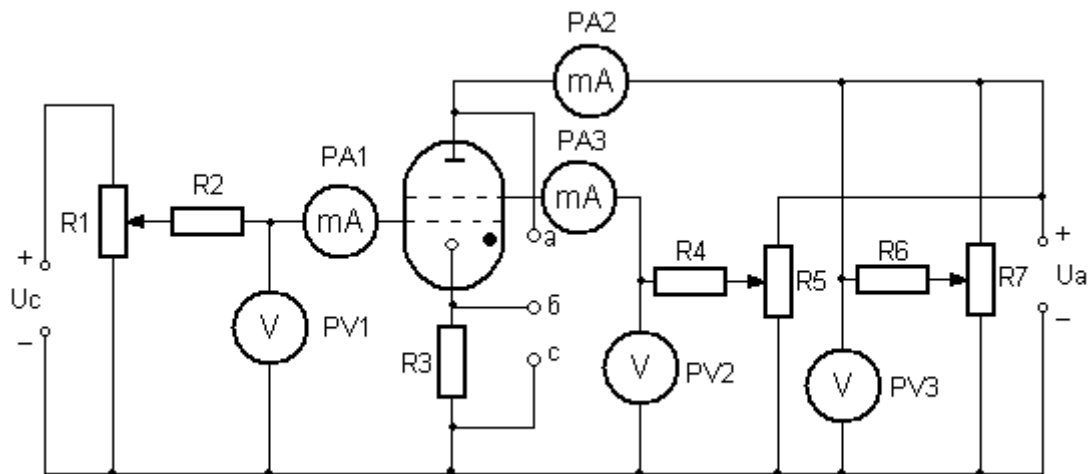 PA2
mA
PA3
mA
PA1
mA
R2
R1
+
Uc
–
V
PV1
R3
а
б
с
R4
R5
R6
R7
+
Ua
–
V
PV2
V
PV3